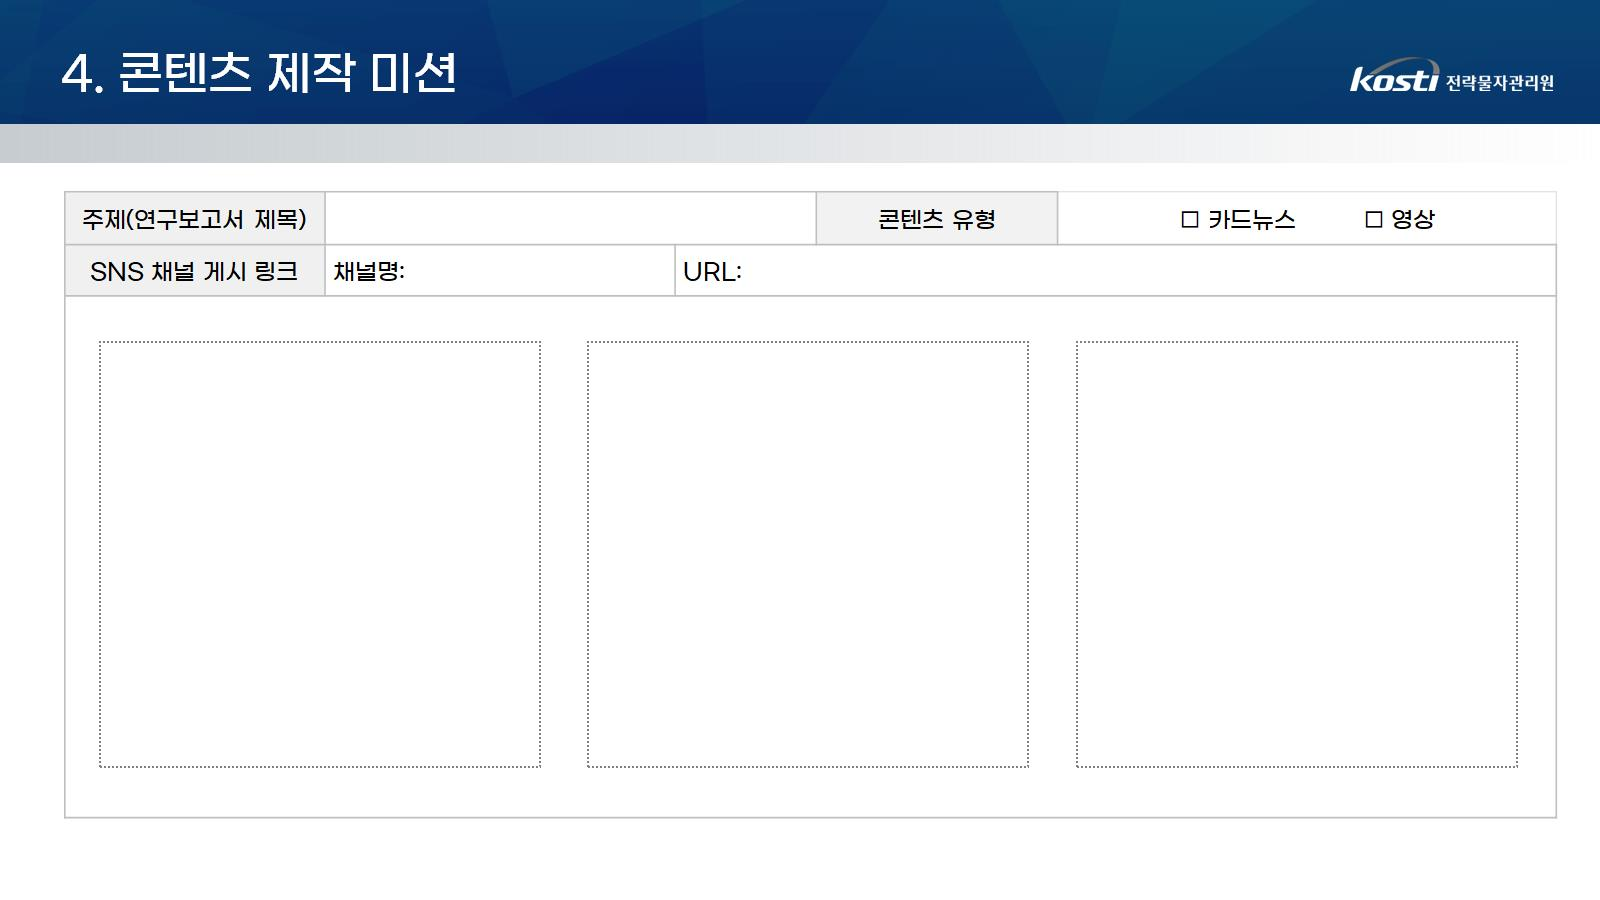 4. 콘텐츠 제작 미션
kosti 전략물자관리원
주제(연구보고서 제목) 콘텐츠 유형 ☐ 카드뉴스 ☐ 영상
SNS 채널 게시 링크 채널명: URL: